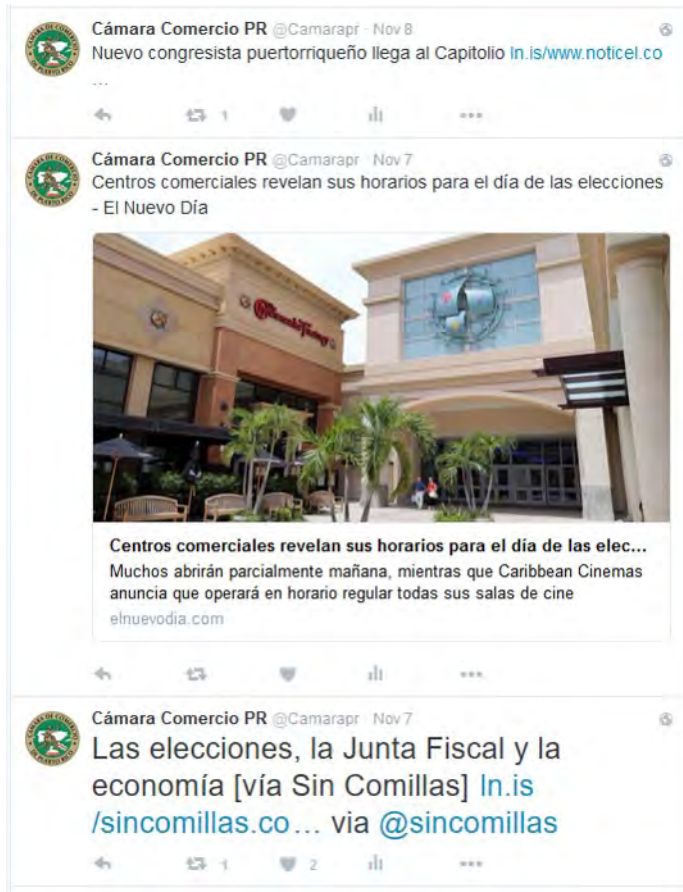 Cámara Comercio PR @Camarapr · Nov 8
Nuevo congresista puertorriqueño llega al Capitolio ln.is/www.noticel.co
...
1
Cámara Comercio PR @Camarapr · Nov 7
Centros comerciales revelan sus horarios para el día de las elecciones
- El Nuevo Día
Centros comerciales revelan sus horarios para el día de las elec...
Muchos abrirán parcialmente mañana, mientras que Caribbean Cinemas
anuncia que operará en horario regular todas sus salas de cine
elnuevodia.com
Cámara Comercio PR @Camarapr · Nov 7
Las elecciones, la Junta Fiscal y la
economía [vía Sin Comillas] ln.is
/sincomillas.co... via @sincomillas
1 2